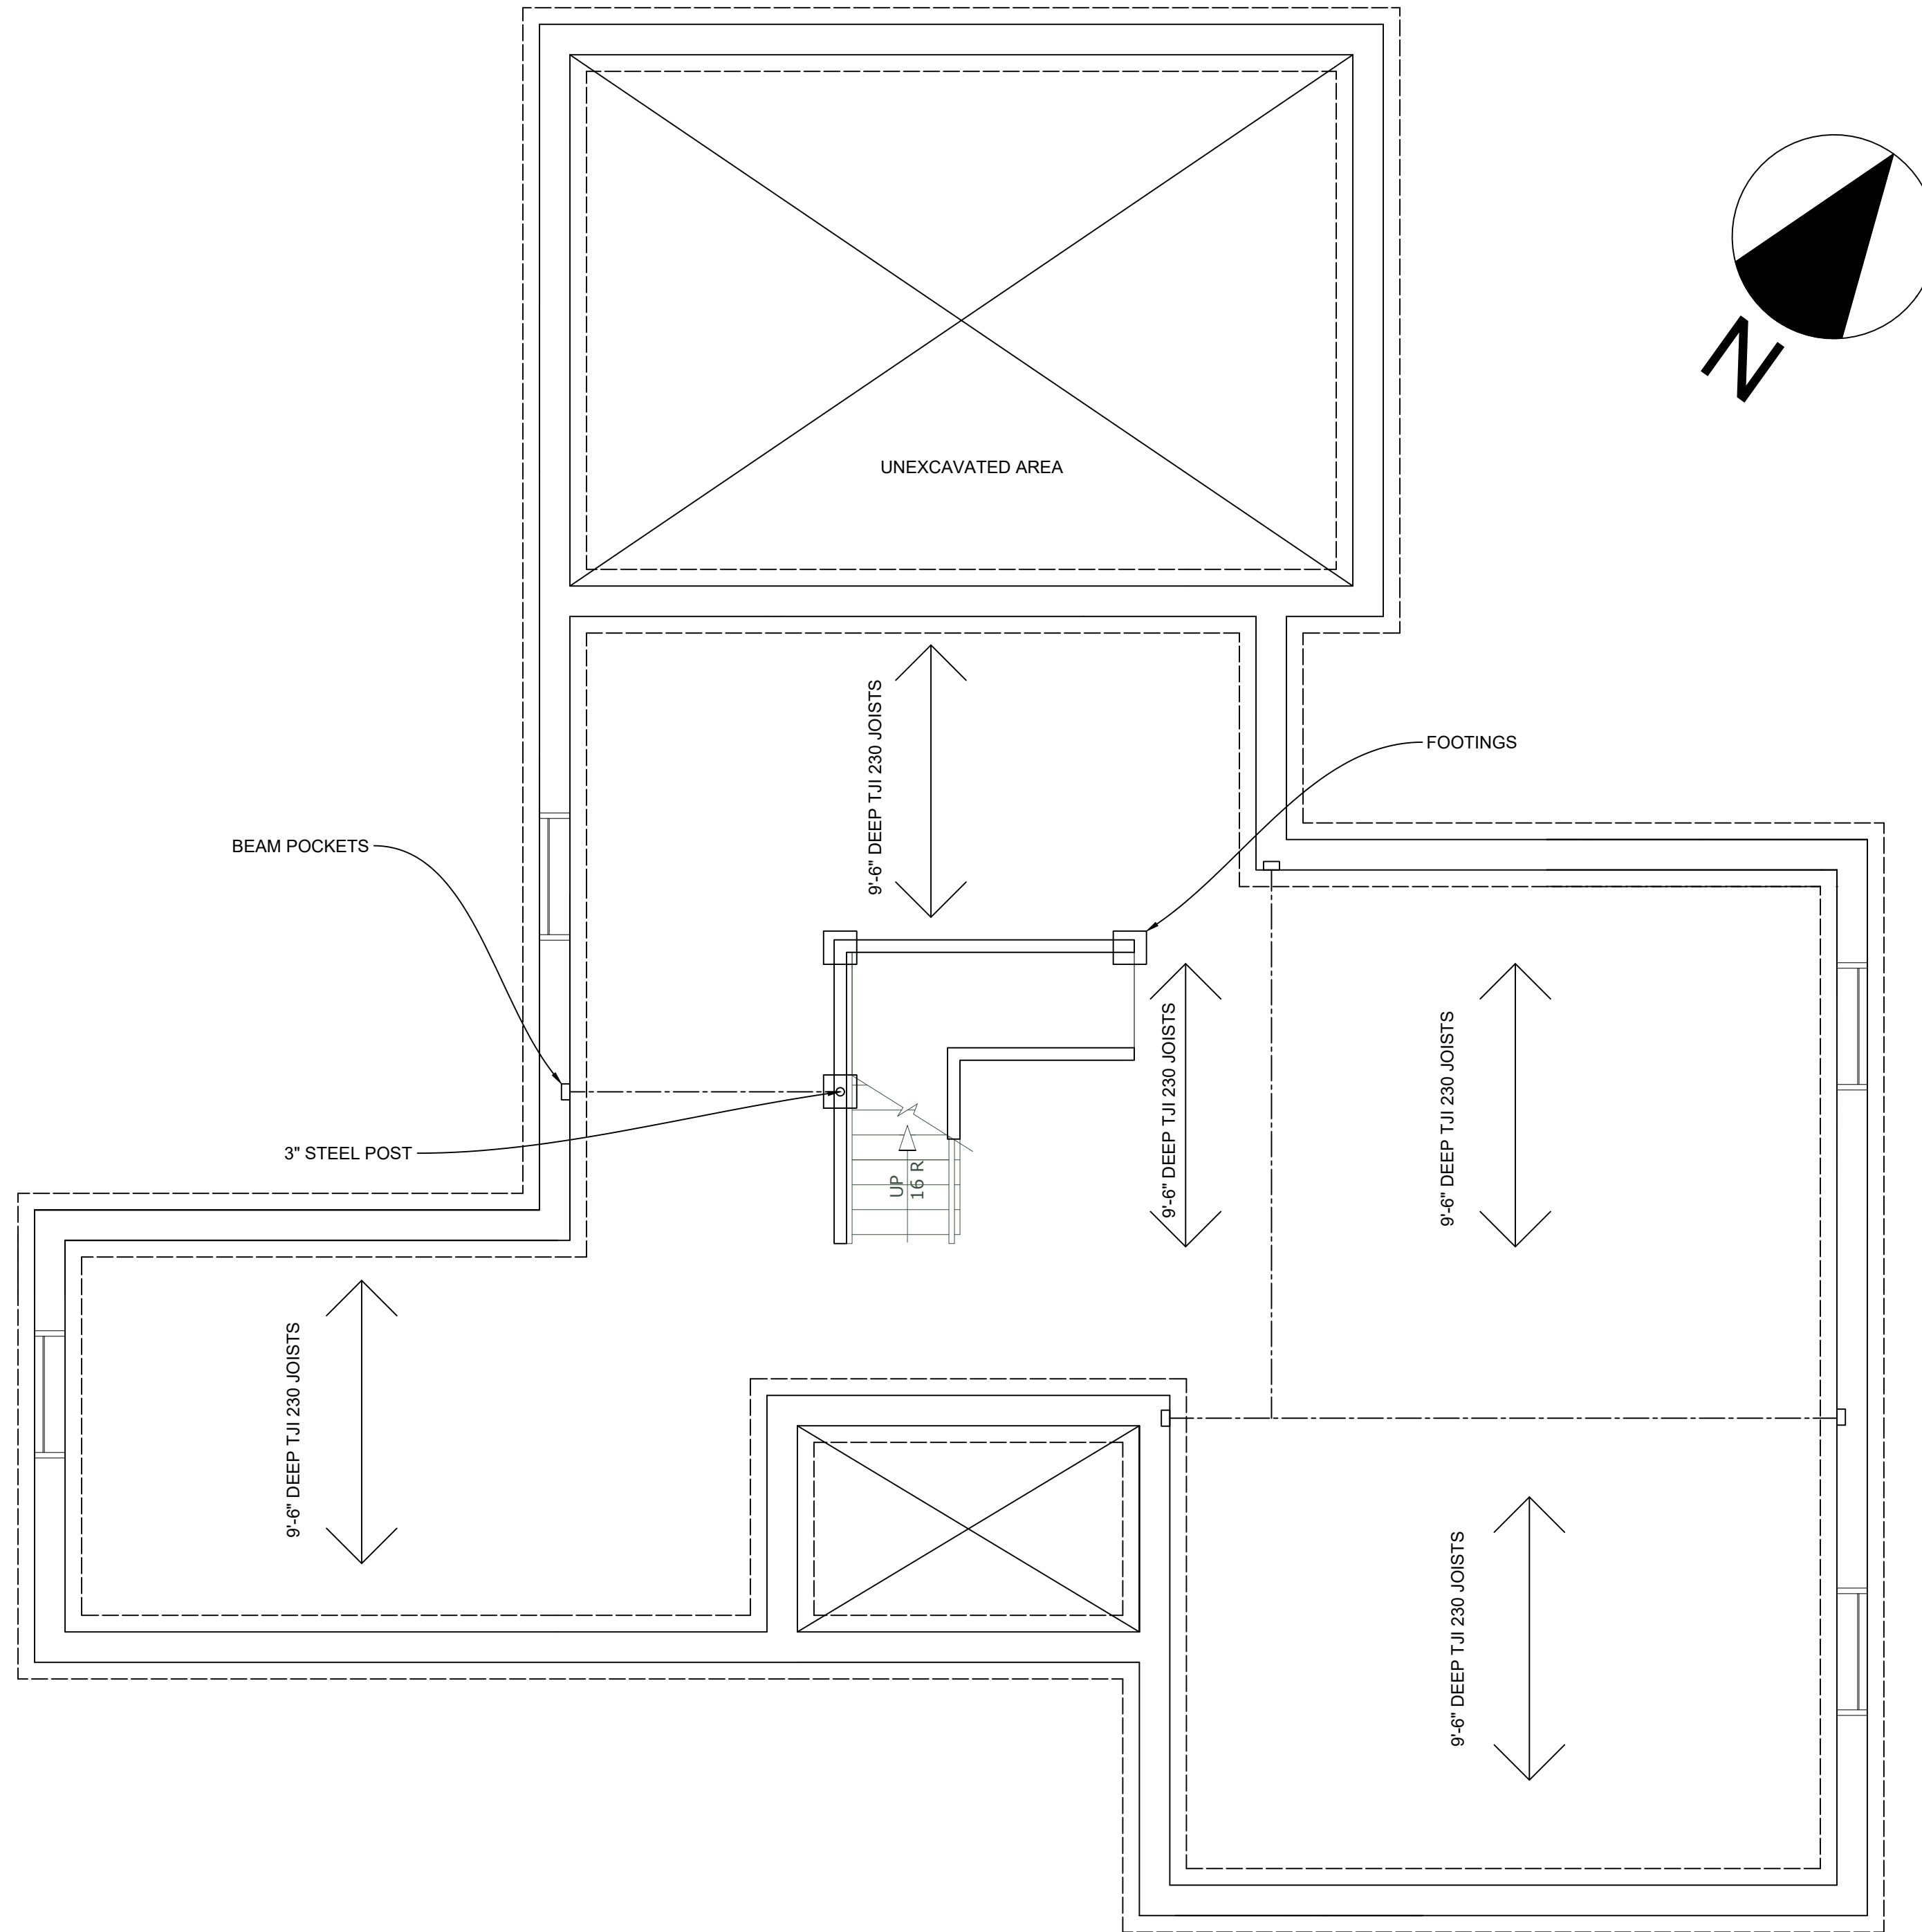 N
UNEXCAVATED AREA
9'-6" DEEP TJI 230 JOISTS
FOOTINGS
BEAM POCKETS
9'-6" DEEP TJI 230 JOISTS
9'-6" DEEP TJI 230 JOISTS
3" STEEL POST
UP
16 R
9'-6" DEEP TJI 230 JOISTS
9'-6" DEEP TJI 230 JOISTS